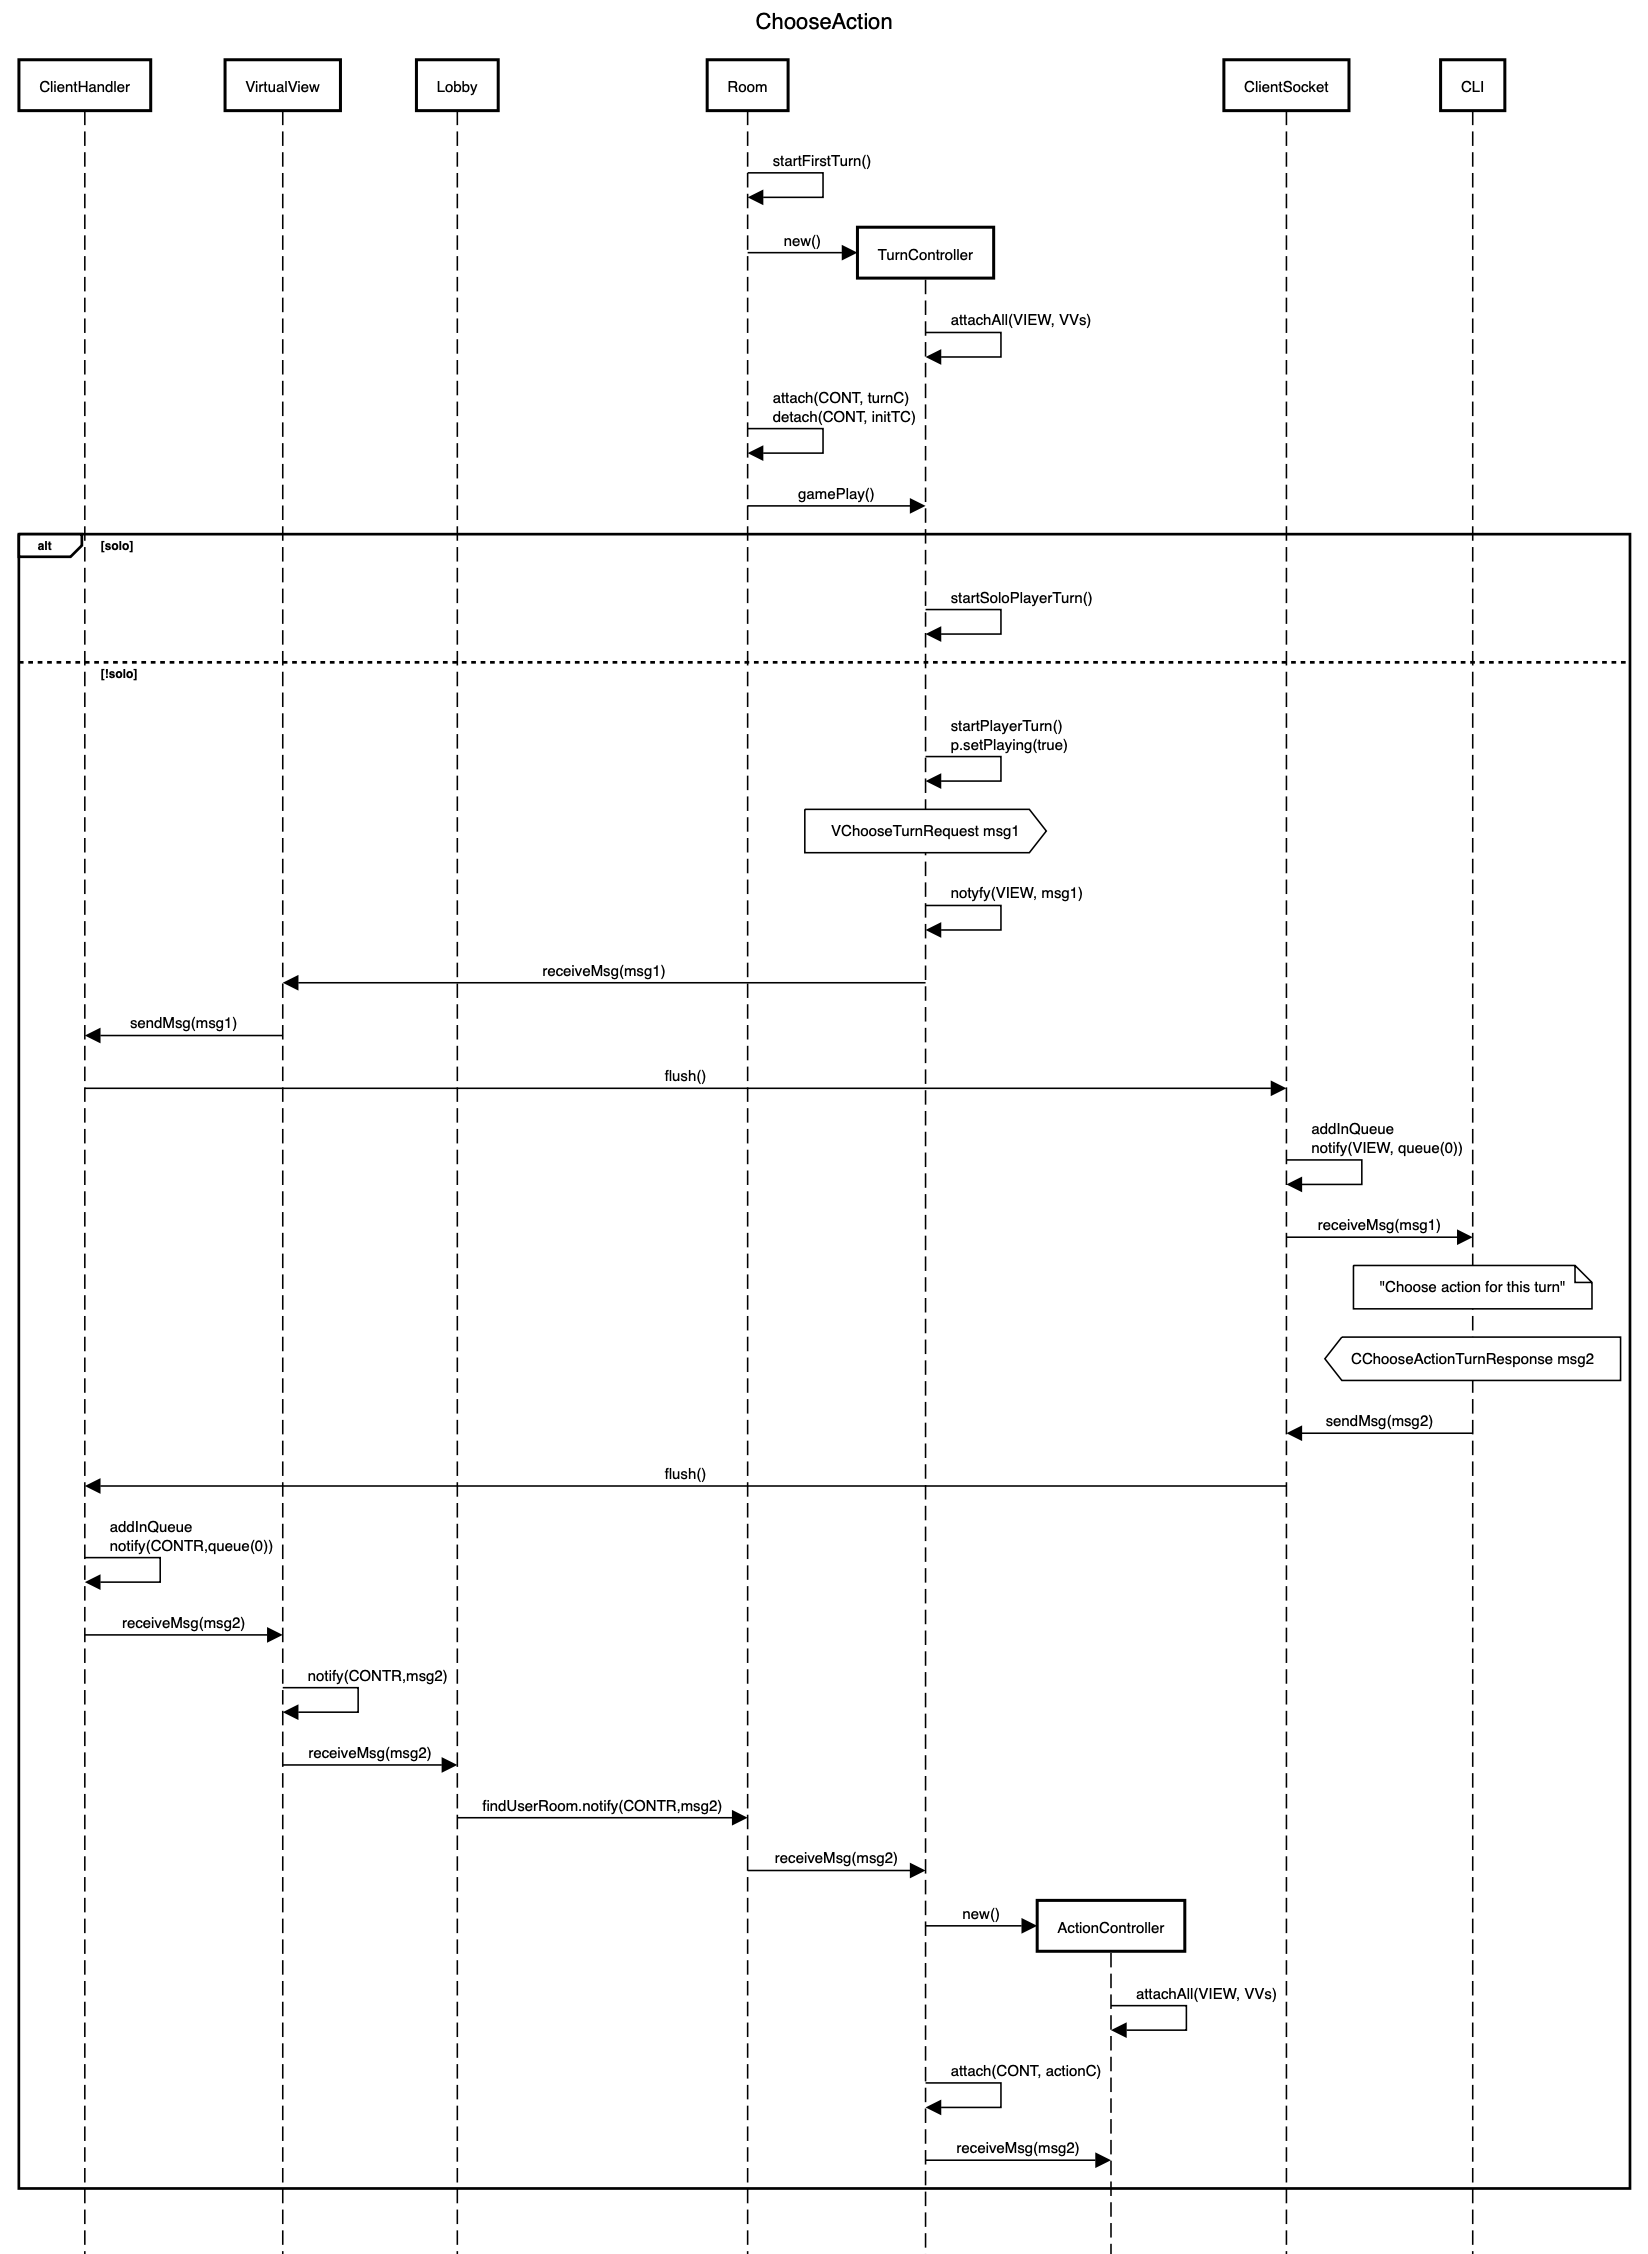 ChooseAction
ClientHandler
VirtualView
Lobby
Room
ClientSocket
CLI
startFirstTurn()
new()
TurnController
attachAll(VIEW, VVs)
attach(CONT, turnC)
detach(CONT, initTC)
gamePlay()
alt
[solo]
startSoloPlayerTurn()
[!solo]
startPlayerTurn()
p.setPlaying(true)
VChooseTurnRequest msg1
notyfy(VIEW, msg1)
receiveMsg(msg1)
sendMsg(msg1)
flush()
addInQueue
notify(VIEW, queue(0))
receiveMsg(msg1)
"Choose action for this turn"
CChooseActionTurnResponse msg2
sendMsg(msg2)
flush()
addInQueue
notify(CONTR,queue(0))
receiveMsg(msg2)
notify(CONTR,msg2)
receiveMsg(msg2)
findUserRoom.notify(CONTR,msg2)
receiveMsg(msg2)
new()
ActionController
attachAll(VIEW, VVs)
attach(CONT, actionC)
receiveMsg(msg2)